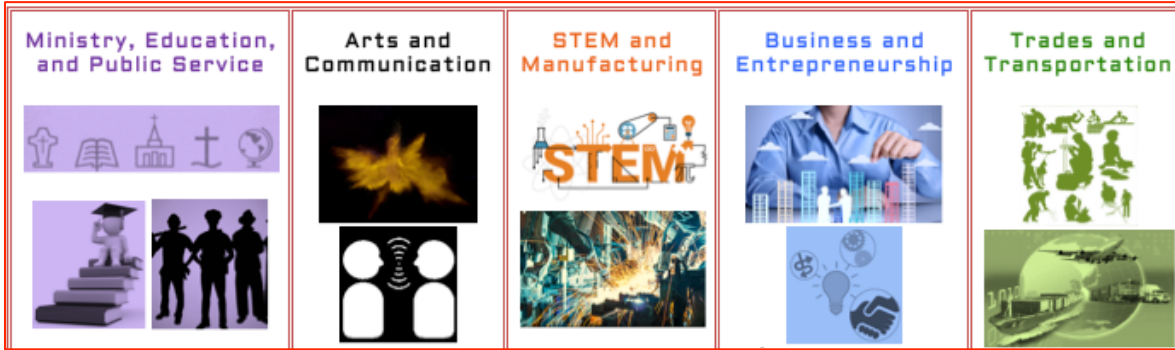 Ministry, Education,
and Public Service
Arts and
Communication
STEM and
Manufacturing
Business and
Entrepreneurship
Trades and
Transportation
STEM